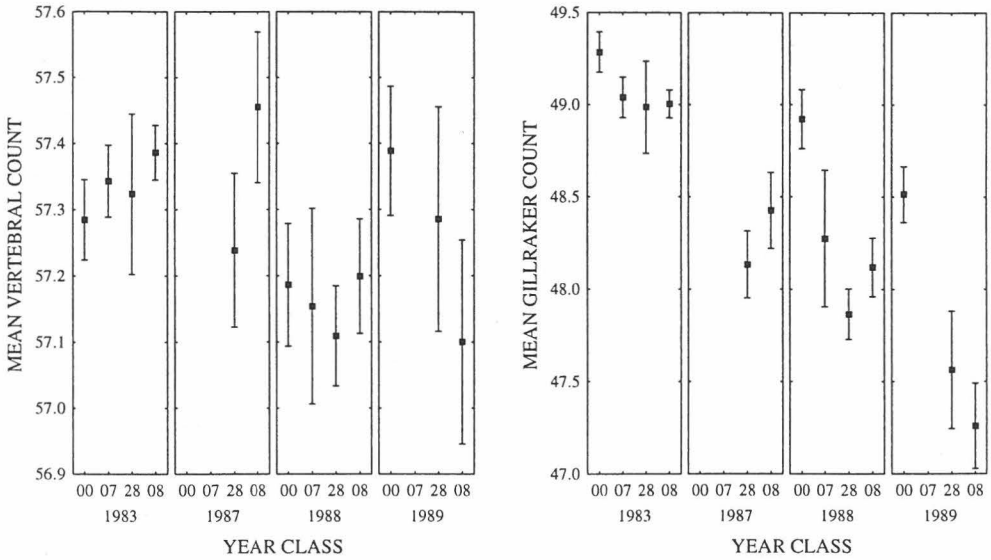 MEAN VERTEBRAL COUNT
57.6
57.5
57.4
57.3
57.2
57.1
57.0
56.9
00 07 28 08 00 07 28 08 00 07 28 08 00 07 28 08
1983 1987 1988 1989
YEAR CLASS
MEAN GILLRAKER COUNT
49.5
49.0
48.5
48.0
47.5
47.0
00 07 28 08 00 07 28 08 00 07 28 08 00 07 28 08
1983 1987 1988 1989
YEAR CLASS